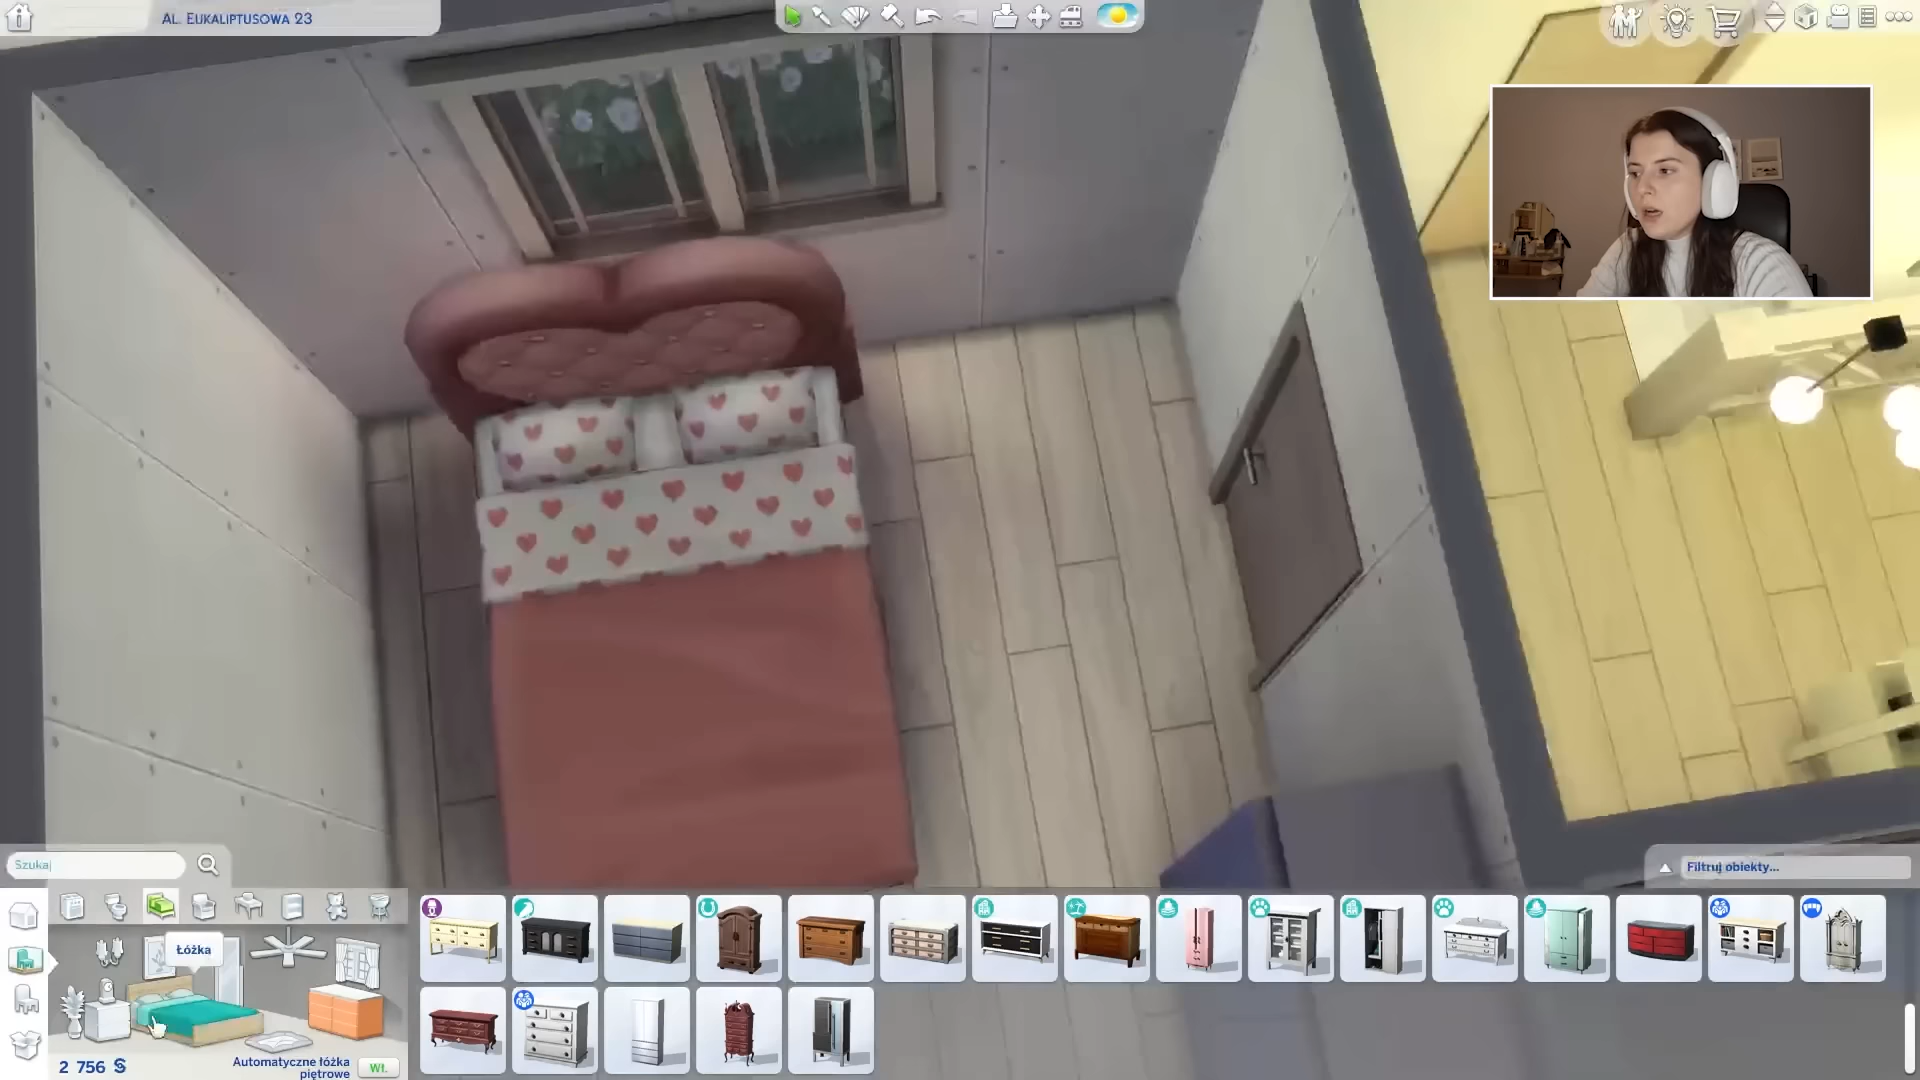 AL. EUKALIPTUSOWA 23
Szukaj
Filtruj obiekty...
Łóżka
2 756 §
Automatyczne łóżka
piętrowe
Wł.